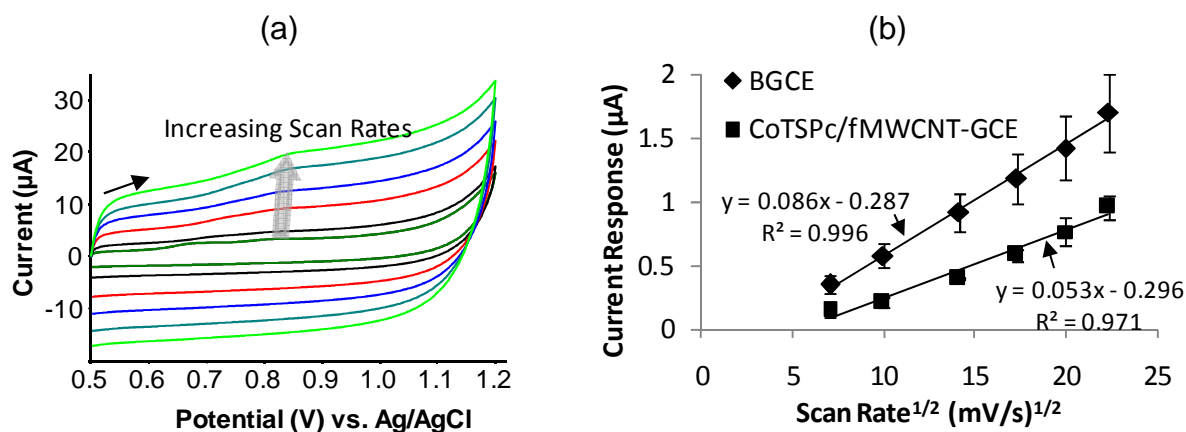 (a)
Current (µA)
30
20
10
0
-10
Increasing Scan Rates
0.5 0.6 0.7 0.8 0.9 1.0 1.1 1.2
Potential (V) vs. Ag/AgCl
(b)
Current Response (µA)
2
1.5
1
0.5
0
BGCE
CoTSPc/fMWCNT-GCE
y = 0.086x - 0.287
R² = 0.996
y = 0.053x - 0.296
R² = 0.971
0 5 10 15 20 25
Scan Rate¹/² (mV/s)¹/²